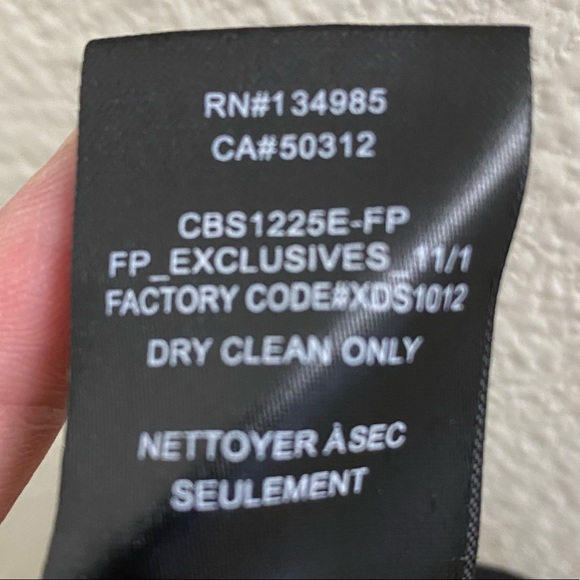 RN#134985
CA#50312
CBS1225E-FP
FP_EXCLUSIVES_11/1
FACTORY CODE#XDS1012
DRY CLEAN ONLY
NETTOYER ÀSEC
SEULEMENT